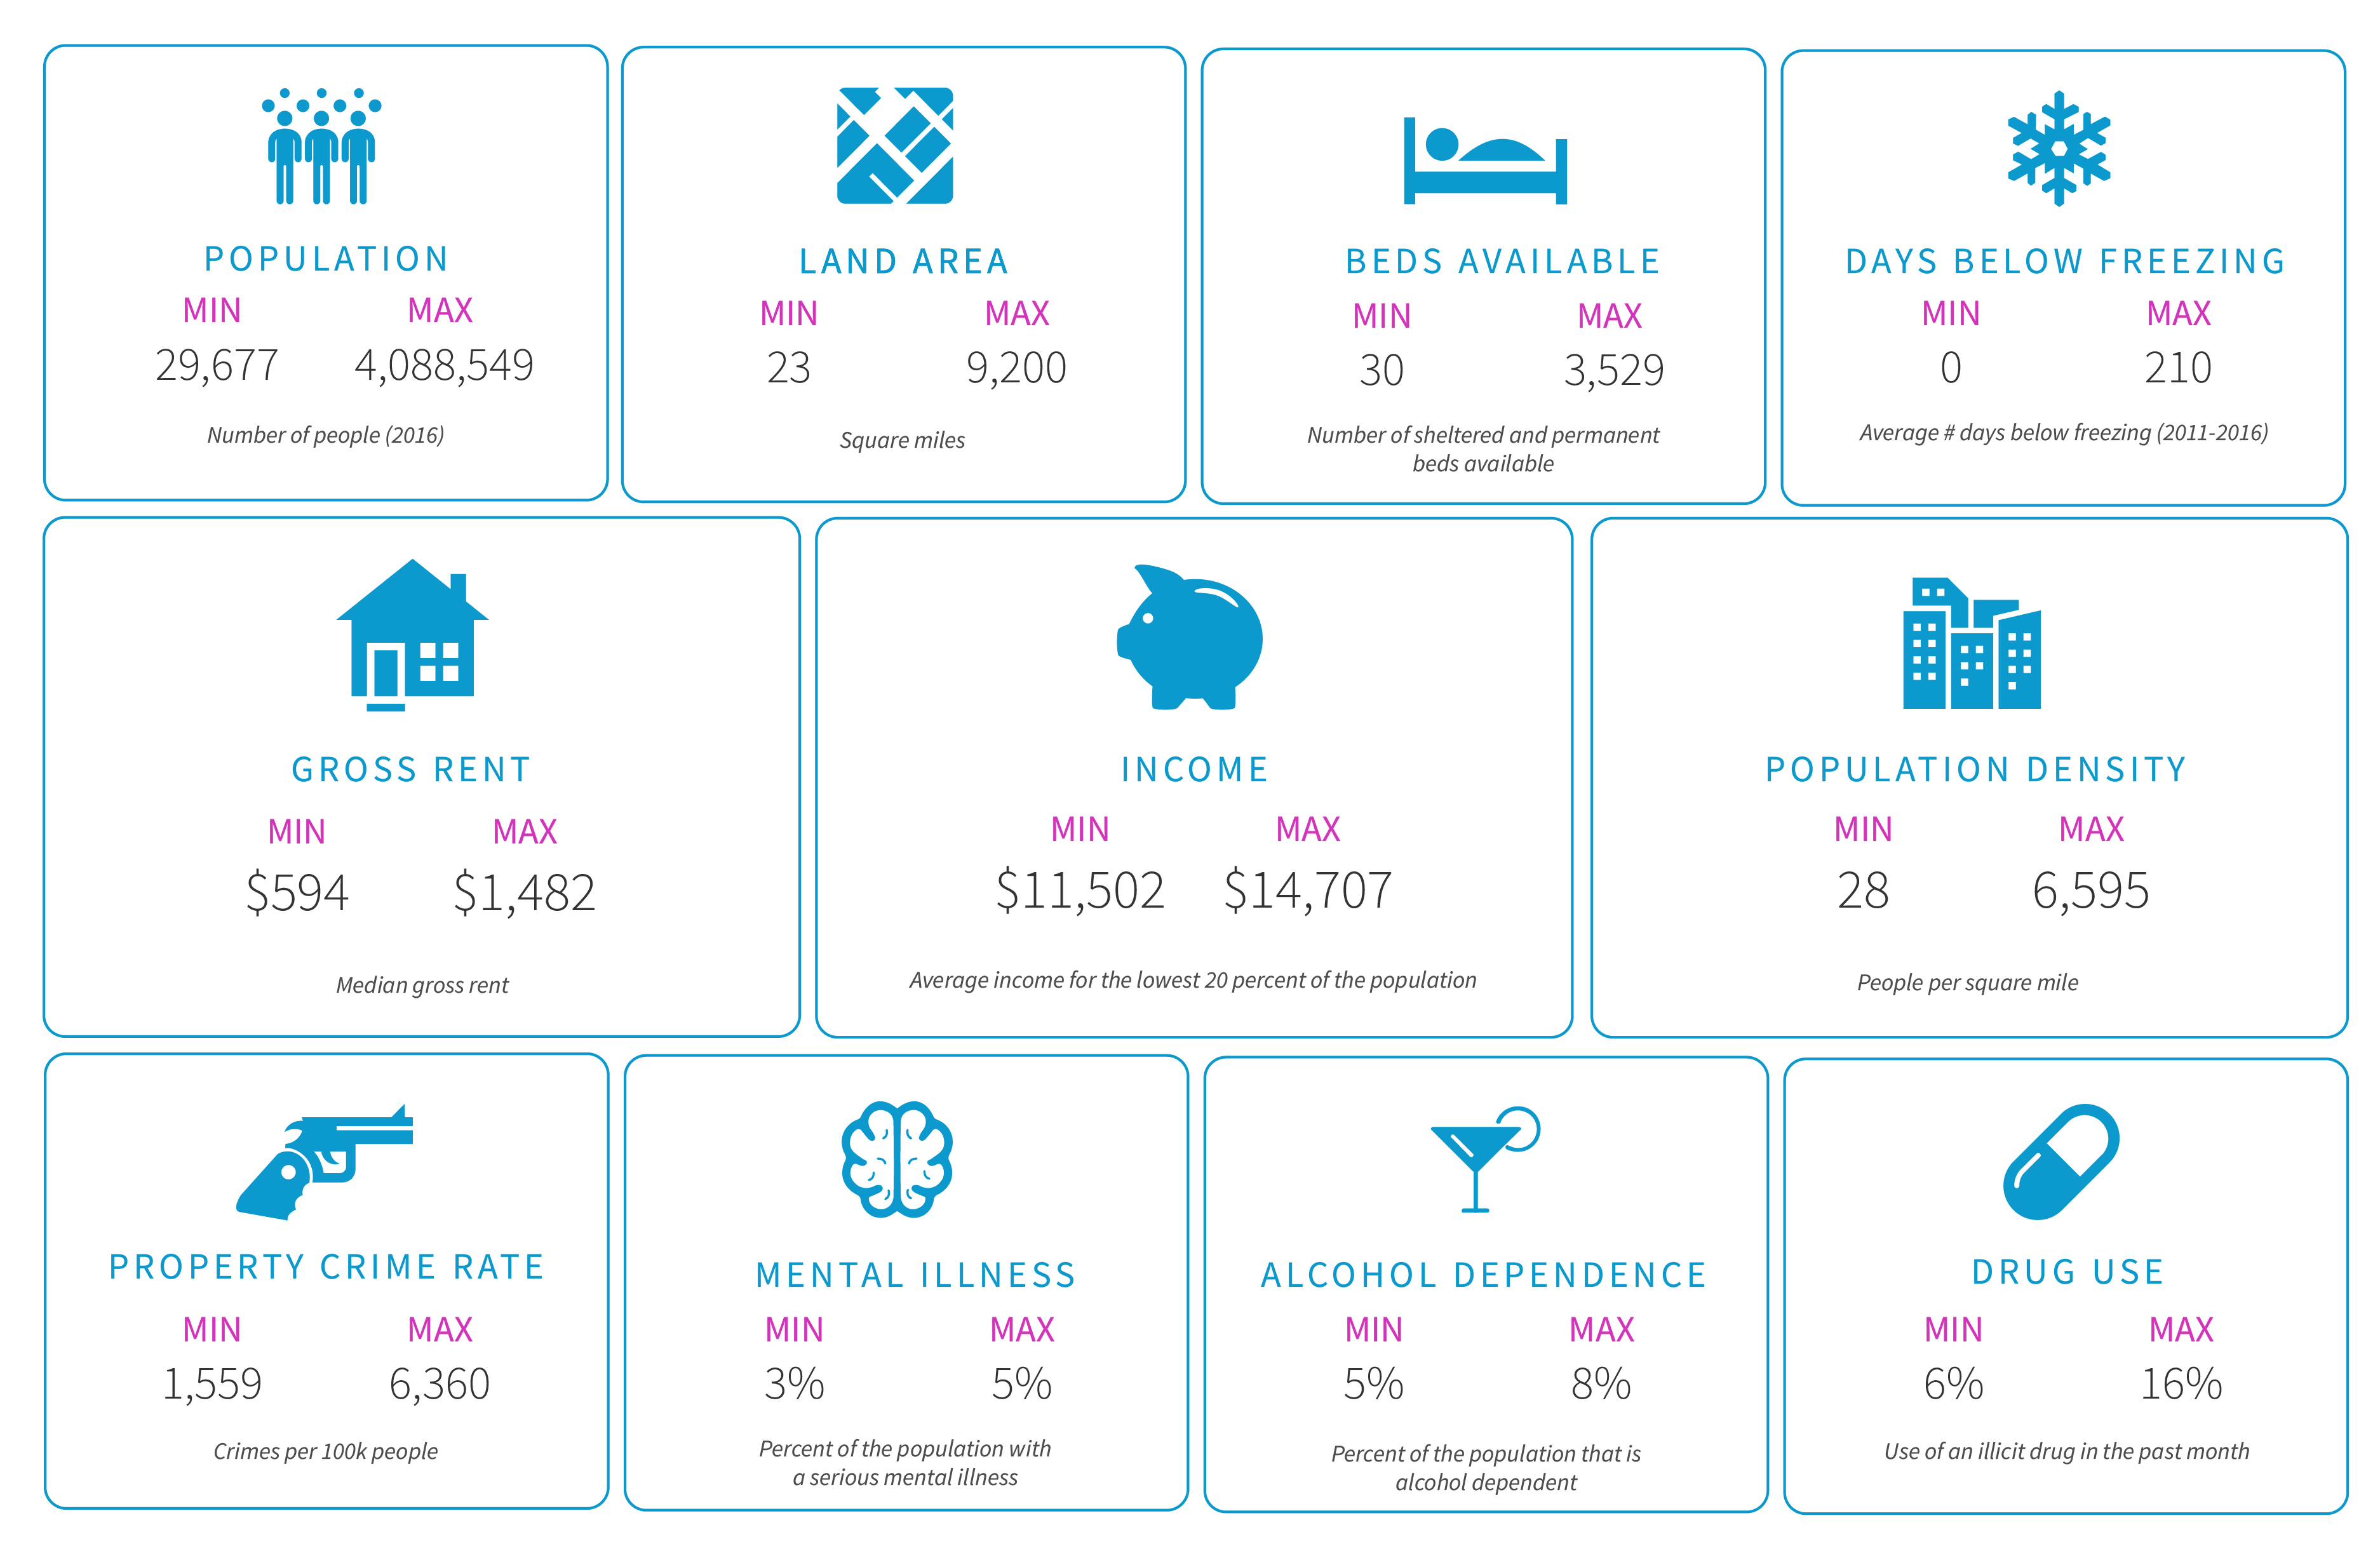 POPULATION
MIN MAX
29,677 4,088,549
Number of people (2016)
LAND AREA
MIN MAX
23 9,200
Square miles
BEDS AVAILABLE
MIN MAX
30 3,529
Number of sheltered and permanent
beds available
DAYS BELOW FREEZING
MIN MAX
0 210
Average # days below freezing (2011-2016)
GROSS RENT
MIN MAX
$594 $1,482
Median gross rent
INCOME
MIN MAX
$11,502 $14,707
Average income for the lowest 20 percent of the population
POPULATION DENSITY
MIN MAX
28 6,595
People per square mile
PROPERTY CRIME RATE
MIN MAX
1,559 6,360
Crimes per 100k people
MENTAL ILLNESS
MIN MAX
3% 5%
Percent of the population with
a serious mental illness
ALCOHOL DEPENDENCE
MIN MAX
5% 8%
Percent of the population that is
alcohol dependent
DRUG USE
MIN MAX
6% 16%
Use of an illicit drug in the past month